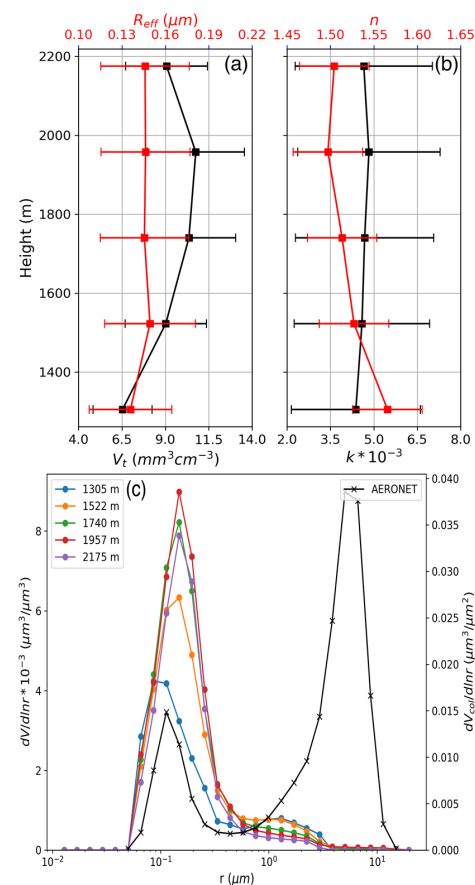 R_eff (μm)
n
0.10 0.13 0.16 0.19 0.22
1.45 1.50 1.55 1.60 1.65
(a)
(b)
2200
2000
1800
1600
1400
Height (m)
4.0 6.5 9.0 11.5 14.0
2.0 3.5 5.0 6.5 8.0
V_t (mm³cm⁻³)
k*10⁻³
(c)
1305 m
1522 m
1740 m
1957 m
2175 m
AERONET
8
6
4
2
0
dV/dlnr*10⁻³ (μm³/μm³)
0.040
0.035
0.030
0.025
0.020
0.015
0.010
0.005
0.000
dV_col/dlnr (μm³/μm²)
10⁻² 10⁻¹ 10⁰ 10¹
r (μm)